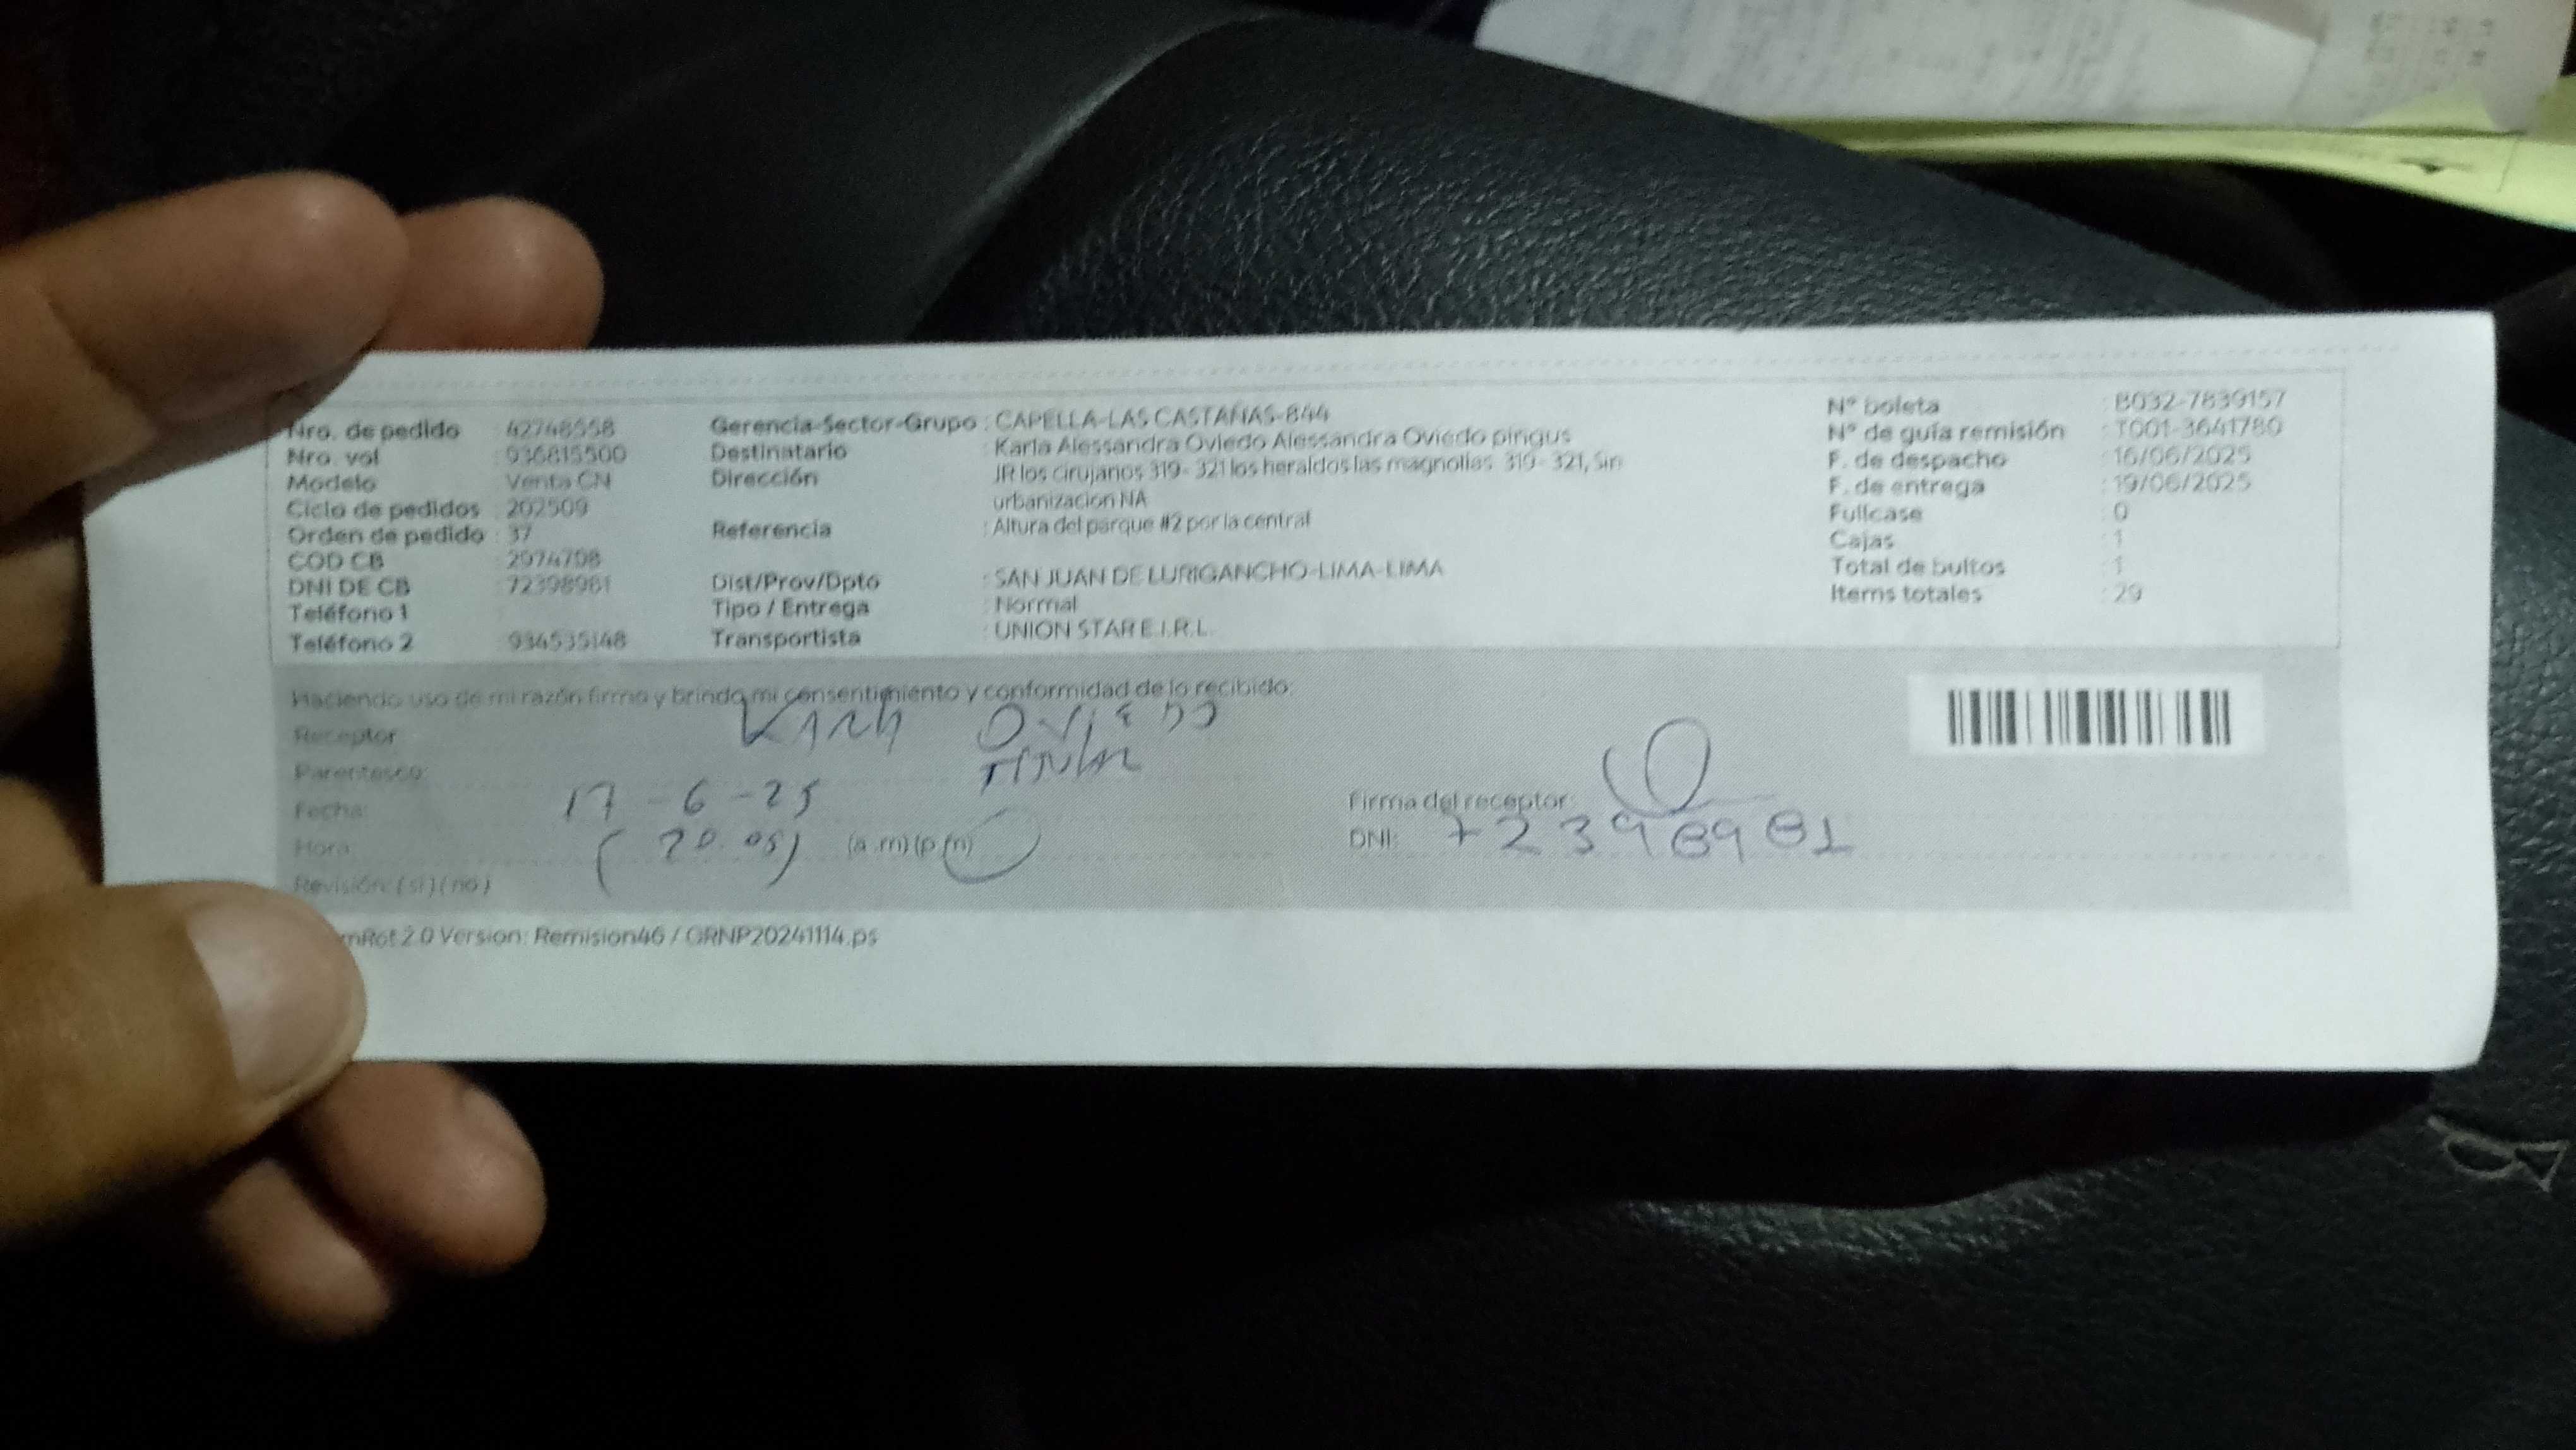 Nro. de pedido : 42748558 Gerencia-Sector-Grupo : CAPELLA-LAS CASTAÑAS-844 N° boleta : B032-7839157
Nro. vol : 936815500 Destinatario : Karla Alessandra Oviedo Alessandra Oviedo pingus N° de guía remisión : T001-3641780
Modelo : Venta CN Dirección : JR los cirujanos 319- 321 los heraldos las magnolias 319- 321, Sin F. de despacho : 16/06/2025
Ciclo de pedidos : 202509 urbanizacion NA F. de entrega : 19/06/2025
Orden de pedido : 37 Referencia : Altura del parque #2 por la central Fullcase : 0
COD CB : 2974798 Cajas : 1
DNI DE CB : 72398981 Dist/Prov/Dpto : SAN JUAN DE LURIGANCHO-LIMA-LIMA Total de bultos : 1
Teléfono 1 Tipo / Entrega : Normal Items totales : 29
Teléfono 2 : 934535148 Transportista : UNION STAR E.I.R.L.
Haciendo uso de mi razón firmo y brindo mi consentimiento y conformidad de lo recibido:
Receptor KARLA OVIEDO
Parentesco: TITULAR
Fecha: 17-6-25 Firma del receptor:
Hora (20.05) (a.m) (p.m) DNI: 72398981
Revisión: (si) (no)
mRot 2.0 Version: Remision46 / GRNP20241114.ps